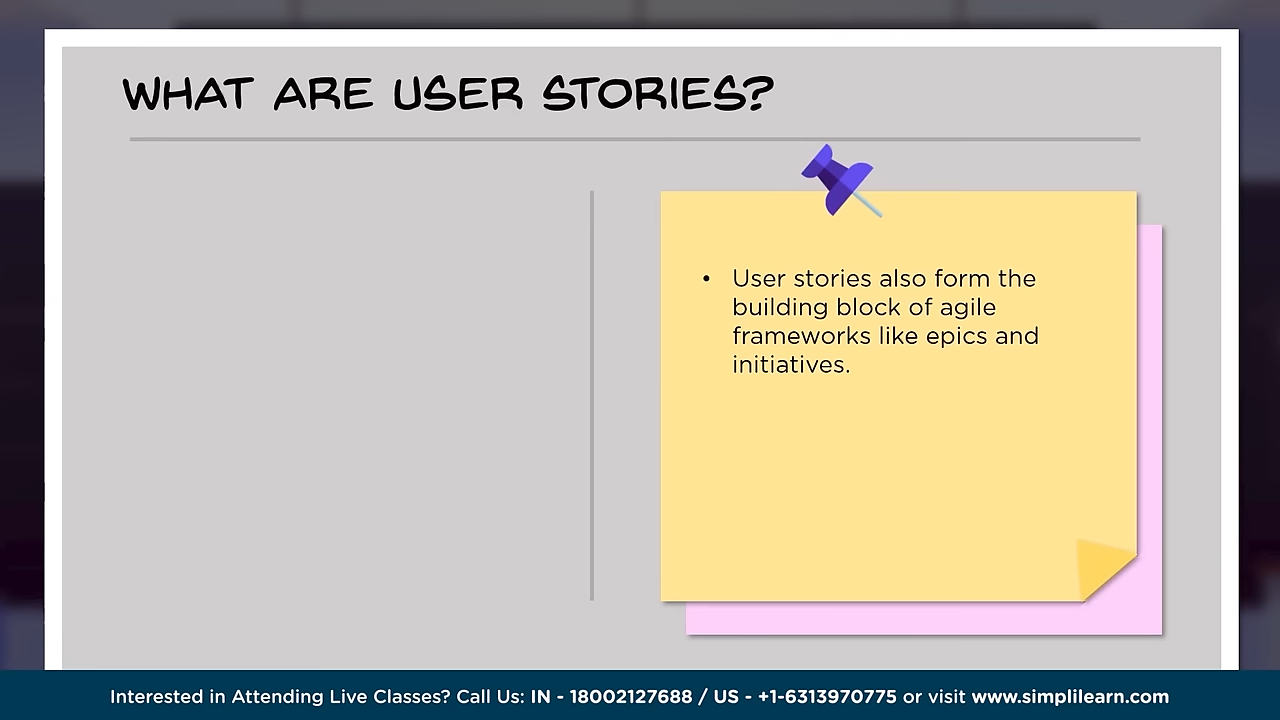 WHAT ARE USER STORIES?
• User stories also form the
building block of agile
frameworks like epics and
initiatives.
Interested in Attending Live Classes? Call Us: IN - 18002127688 / US - +1-6313970775 or visit www.simplilearn.com